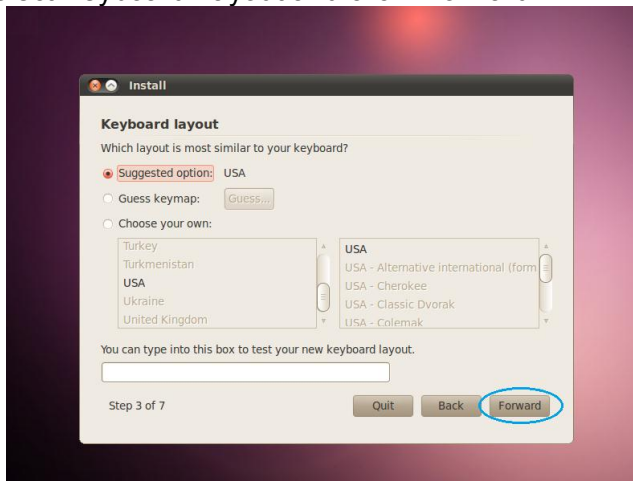 Install
Keyboard layout
Which layout is most similar to your keyboard?
Suggested option: USA
Guess keymap: Guess...
Choose your own:
Turkey
Turkmenistan
USA
Ukraine
United Kingdom
USA
USA - Alternative international (form
USA - Cherokee
USA - Classic Dvorak
USA - Colemak
You can type into this box to test your new keyboard layout.
Step 3 of 7
Quit Back Forward